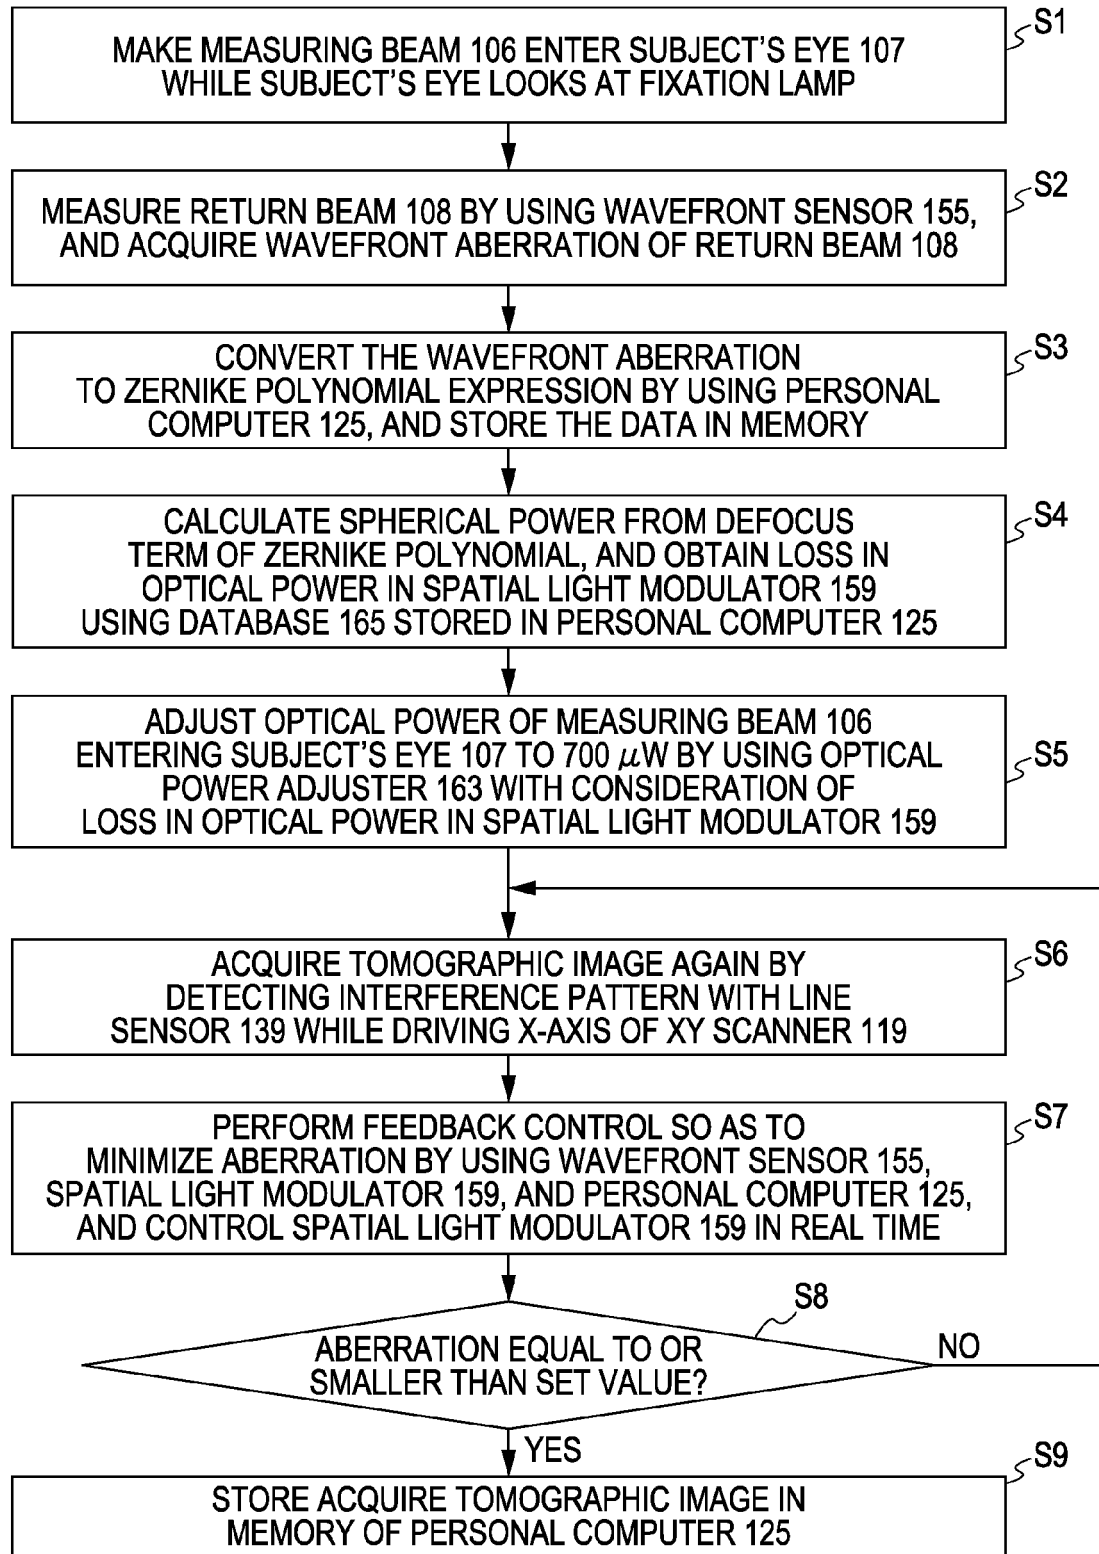 S1
MAKE MEASURING BEAM 106 ENTER SUBJECT'S EYE 107
WHILE SUBJECT'S EYE LOOKS AT FIXATION LAMP
S2
MEASURE RETURN BEAM 108 BY USING WAVEFRONT SENSOR 155,
AND ACQUIRE WAVEFRONT ABERRATION OF RETURN BEAM 108
S3
CONVERT THE WAVEFRONT ABERRATION
TO ZERNIKE POLYNOMIAL EXPRESSION BY USING PERSONAL
COMPUTER 125, AND STORE THE DATA IN MEMORY
S4
CALCULATE SPHERICAL POWER FROM DEFOCUS
TERM OF ZERNIKE POLYNOMIAL, AND OBTAIN LOSS IN
OPTICAL POWER IN SPATIAL LIGHT MODULATOR 159
USING DATABASE 165 STORED IN PERSONAL COMPUTER 125
S5
ADJUST OPTICAL POWER OF MEASURING BEAM 106
ENTERING SUBJECT'S EYE 107 TO 700 μW BY USING OPTICAL
POWER ADJUSTER 163 WITH CONSIDERATION OF
LOSS IN OPTICAL POWER IN SPATIAL LIGHT MODULATOR 159
S6
ACQUIRE TOMOGRAPHIC IMAGE AGAIN BY
DETECTING INTERFERENCE PATTERN WITH LINE
SENSOR 139 WHILE DRIVING X-AXIS OF XY SCANNER 119
S7
PERFORM FEEDBACK CONTROL SO AS TO
MINIMIZE ABERRATION BY USING WAVEFRONT SENSOR 155,
SPATIAL LIGHT MODULATOR 159, AND PERSONAL COMPUTER 125,
AND CONTROL SPATIAL LIGHT MODULATOR 159 IN REAL TIME
S8
ABERRATION EQUAL TO OR
SMALLER THAN SET VALUE?
NO
YES
S9
STORE ACQUIRE TOMOGRAPHIC IMAGE IN
MEMORY OF PERSONAL COMPUTER 125